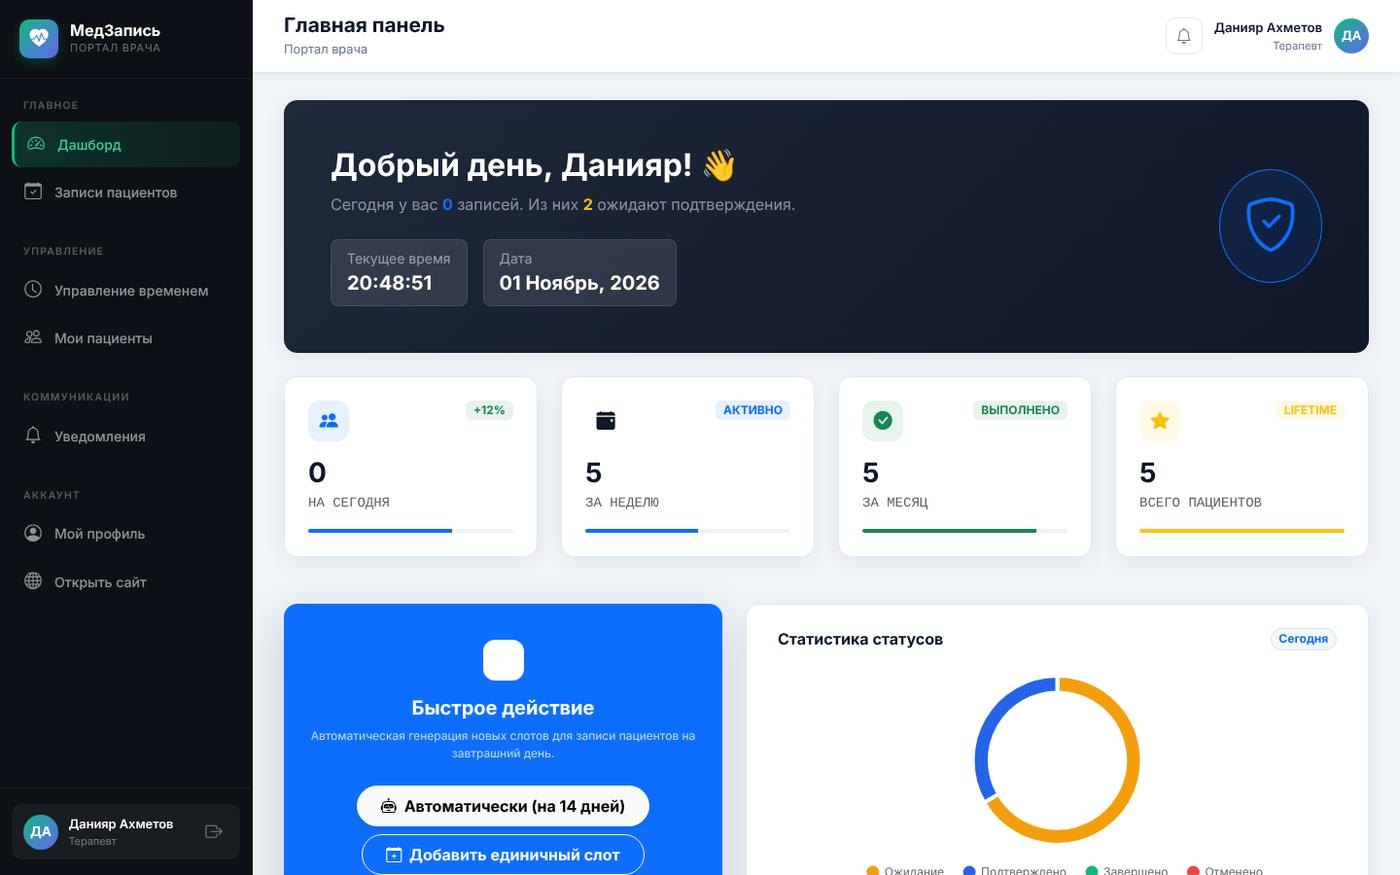 МедЗапись
ПОРТАЛ ВРАЧА
ГЛАВНОЕ
Дашборд
Записи пациентов
УПРАВЛЕНИЕ
Управление временем
Мои пациенты
КОММУНИКАЦИИ
Уведомления
АККАУНТ
Мой профиль
Открыть сайт
ДА
Данияр Ахметов
Терапевт
Главная панель
Портал врача
Данияр Ахметов
Терапевт
ДА
Добрый день, Данияр! 👋
Сегодня у вас 0 записей. Из них 2 ожидают подтверждения.
Текущее время
20:48:51
Дата
01 Ноябрь, 2026
+12%
0
НА СЕГОДНЯ
АКТИВНО
5
ЗА НЕДЕЛЮ
ВЫПОЛНЕНО
5
ЗА МЕСЯЦ
LIFETIME
5
ВСЕГО ПАЦИЕНТОВ
Быстрое действие
Автоматическая генерация новых слотов для записи пациентов на
завтрашний день.
Автоматически (на 14 дней)
Добавить единичный слот
Статистика статусов
Сегодня
Ожидание
Подтверждено
Завершено
Отменено